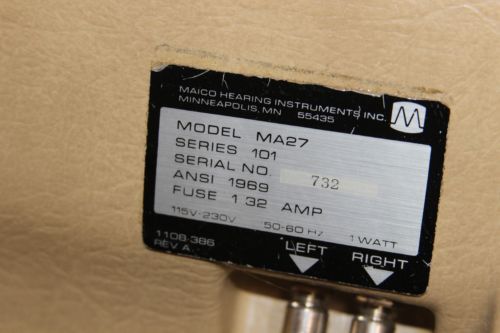 MAICO HEARING INSTRUMENTS INC.
MINNEAPOLIS, MN 55435
M
MODEL MA27
SERIES 101
SERIAL NO. 732
ANSI 1969
FUSE 1 32 AMP
115V-230V 50-60 Hz 1 WATT
1108-386
REV A
LEFT RIGHT